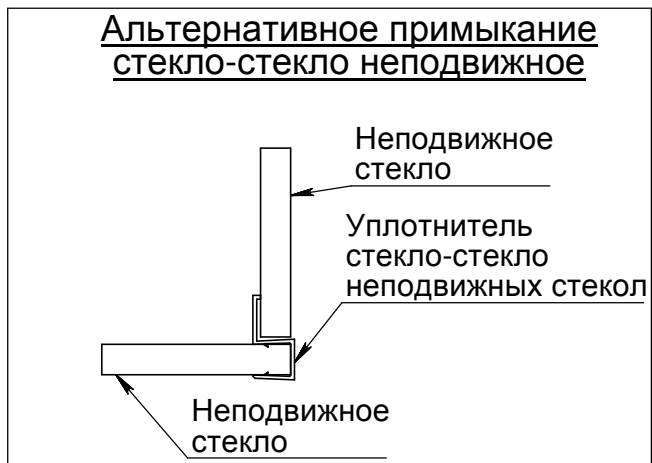 Альтернативное примыкание
стекло-стекло неподвижное
Неподвижное
стекло
Уплотнитель
стекло-стекло
неподвижных стекол
Неподвижное
стекло